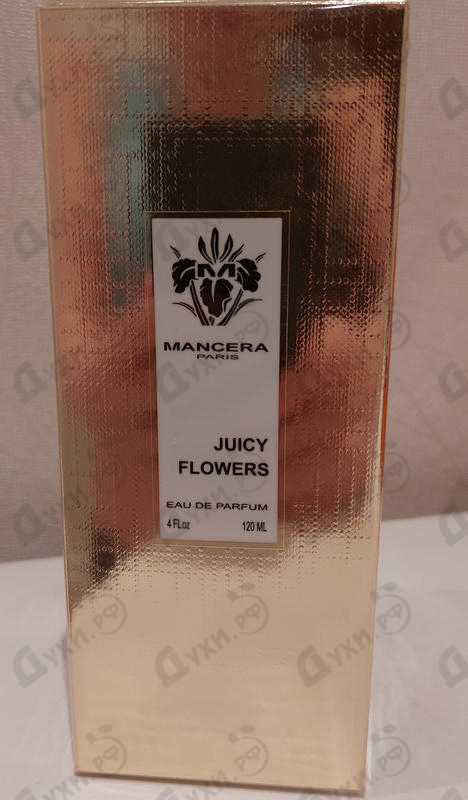 M
MANCERA
PARIS
JUICY
FLOWERS
EAU DE PARFUM
4 FLoz 120 ML
Духи.РФ